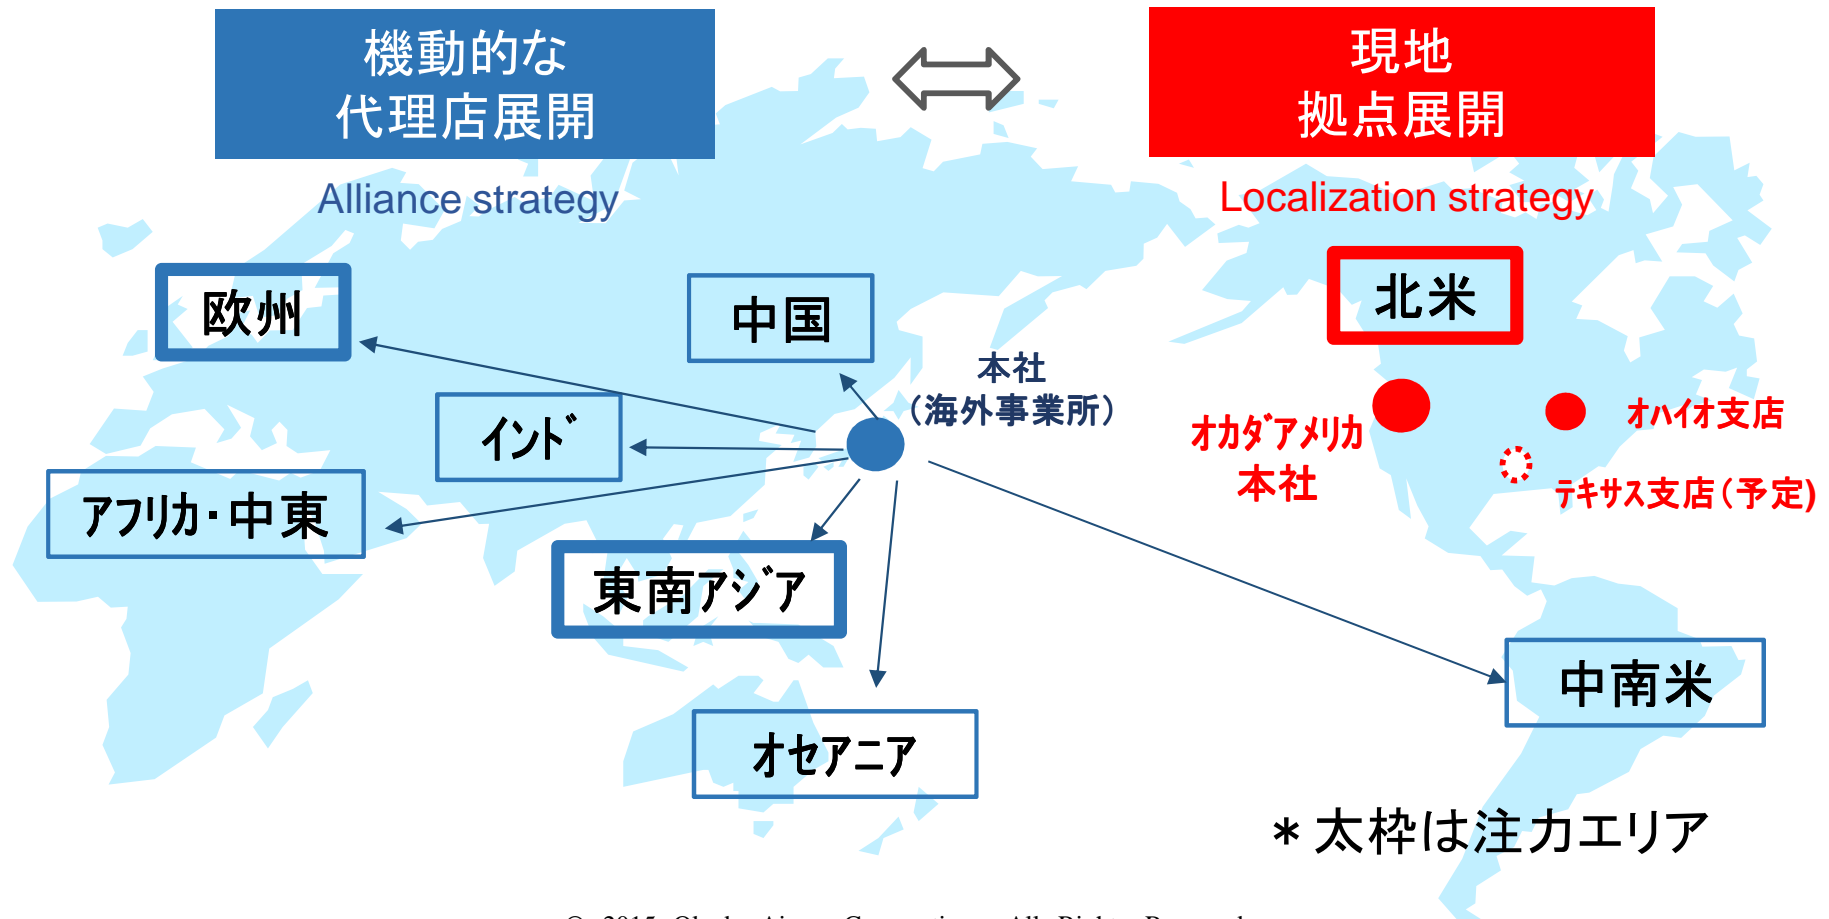 機動的な
代理店展開
現地
拠点展開
Alliance strategy
Localization strategy
欧州
中国
北米
本社
（海外事業所）
ｲﾝﾄﾞ
ｵｶﾀﾞｱﾒﾘｶ
本社
ｵﾊｲｵ支店
ﾃｷｻｽ支店（予定)
ｱﾌﾘｶ・中東
東南ｱｼﾞｱ
中南米
ｵｾｱﾆｱ
＊太枠は注力エリア